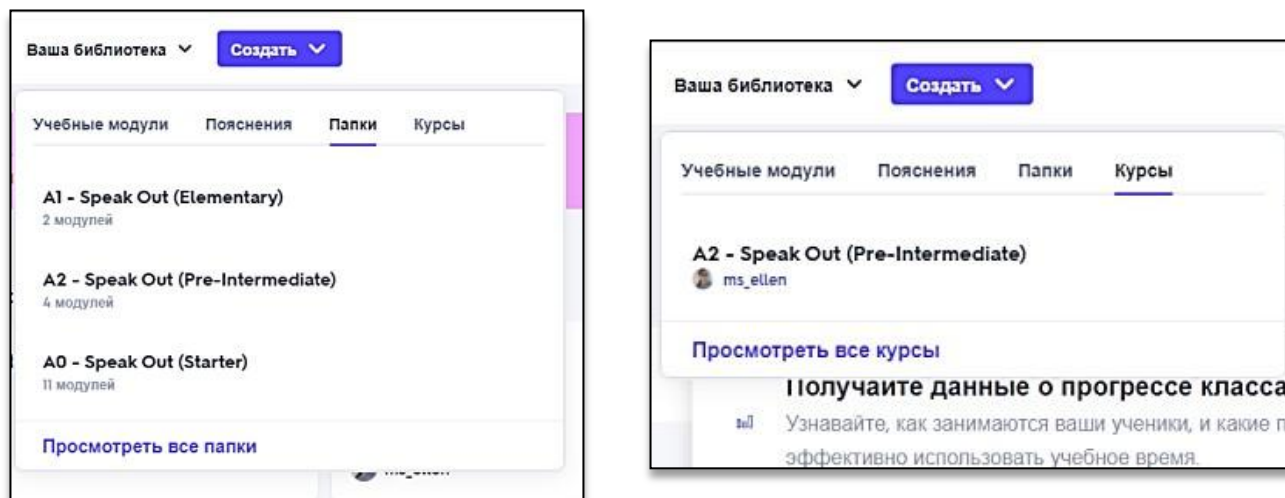 Ваша библиотека
Создать
Учебные модули Пояснения Папки Курсы
A1 - Speak Out (Elementary)
2 модулей
A2 - Speak Out (Pre-Intermediate)
4 модулей
A0 - Speak Out (Starter)
11 модулей
Просмотреть все папки
Ваша библиотека
Создать
Учебные модули Пояснения Папки Курсы
A2 - Speak Out (Pre-Intermediate)
ms_ellen
Просмотреть все курсы
Получайте данные о прогрессе класса
Узнавайте, как занимаются ваши ученики, и какие п
эффективно использовать учебное время.